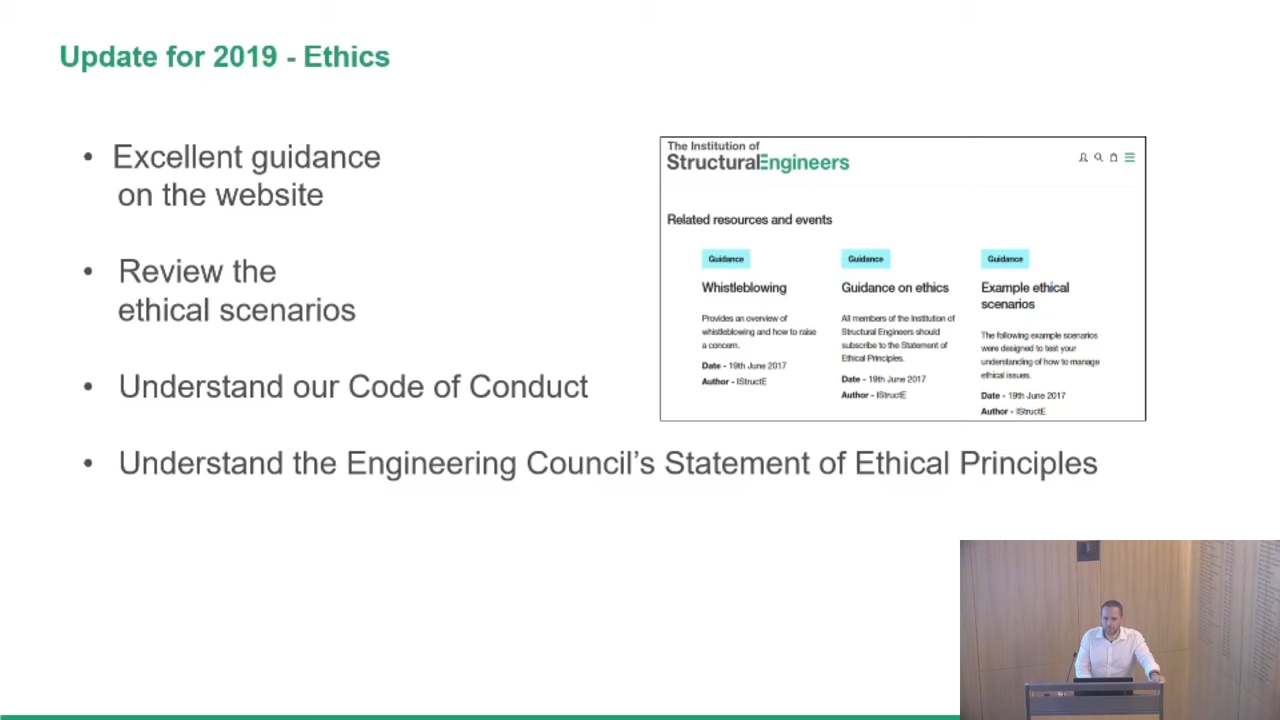 Update for 2019 - Ethics
• Excellent guidance
on the website
• Review the
ethical scenarios
• Understand our Code of Conduct
• Understand the Engineering Council’s Statement of Ethical Principles
The Institution of
StructuralEngineers
Related resources and events
Guidance
Whistleblowing
Provides an overview of
whistleblowing and how to raise
a concern.
Date - 19th June 2017
Author - IStructE
Guidance
Guidance on ethics
All members of the Institution of
Structural Engineers should
subscribe to the Statement of
Ethical Principles.
Date - 19th June 2017
Author - IStructE
Guidance
Example ethical
scenarios
The following example scenarios
were designed to test your
understanding of how to manage
ethical issues.
Date - 19th June 2017
Author - IStructE